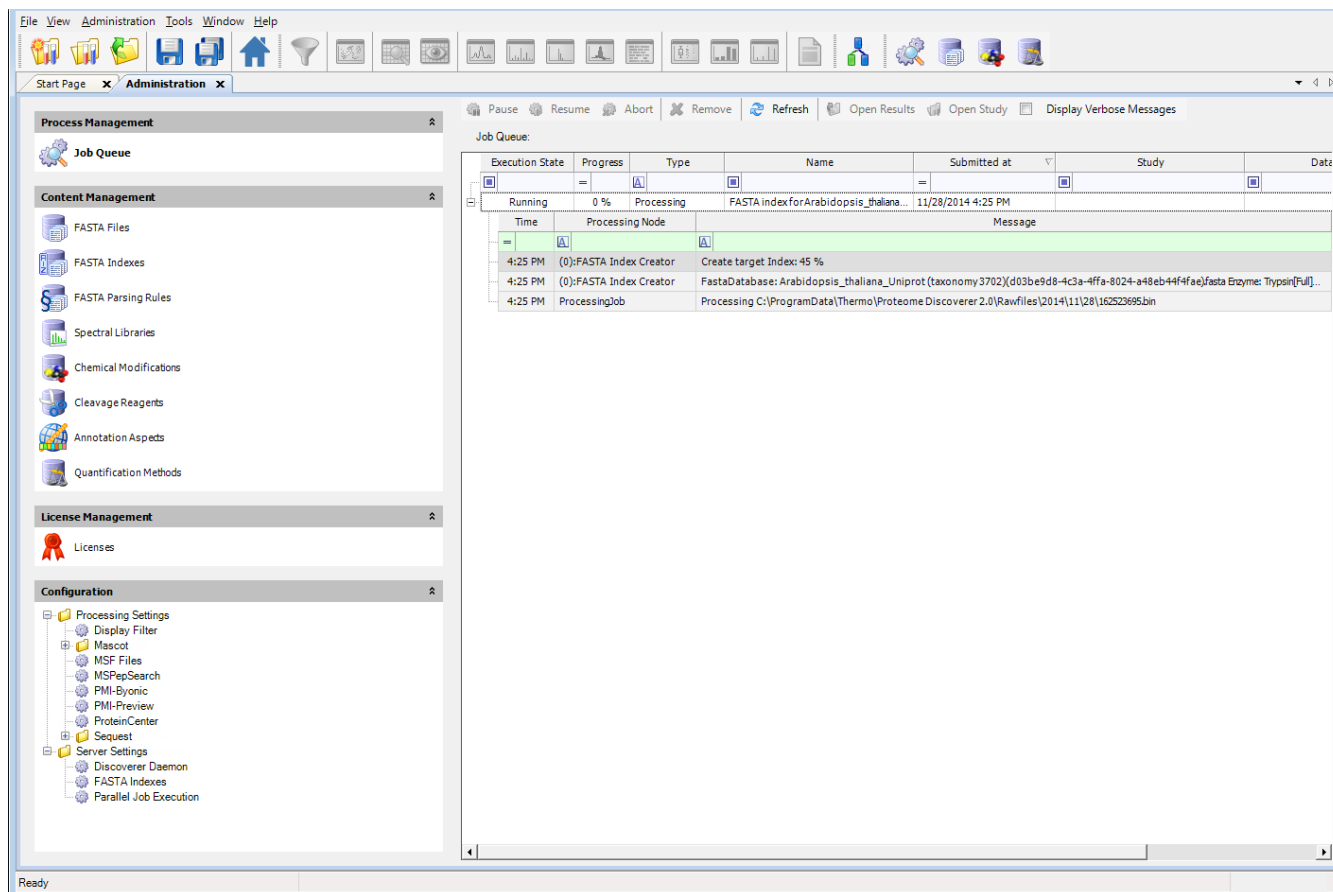 File View Administration Tools Window Help
Start Page x Administration x
Process Management
Job Queue
Content Management
FASTA Files
FASTA Indexes
FASTA Parsing Rules
Spectral Libraries
Chemical Modifications
Cleavage Reagents
Annotation Aspects
Quantification Methods
License Management
Licenses
Configuration
Processing Settings
Display Filter
Mascot
MSF Files
MSPepSearch
PMI-Byonic
PMI-Preview
ProteinCenter
Sequest
Server Settings
Discoverer Daemon
FASTA Indexes
Parallel Job Execution
Pause Resume Abort Remove Refresh Open Results Open Study Display Verbose Messages
Job Queue:
Execution State Progress Type Name Submitted at Study Data
= A =
Running 0 % Processing FASTA index for Arabidopsis_thaliana... 11/28/2014 4:25 PM
Time Processing Node Message
= A A
4:25 PM (0):FASTA Index Creator Create target Index: 45 %
4:25 PM (0):FASTA Index Creator FastaDatabase: Arabidopsis_thaliana_Uniprot (taxonomy 3702)(d03be9d8-4c3a-4ffa-8024-a48eb44f4fae).fasta Enzyme: Trypsin[Full]...
4:25 PM ProcessingJob Processing C:\ProgramData\Thermo\Proteome Discoverer 2.0\Rawfiles\2014\11\28\162523695.bin
Ready